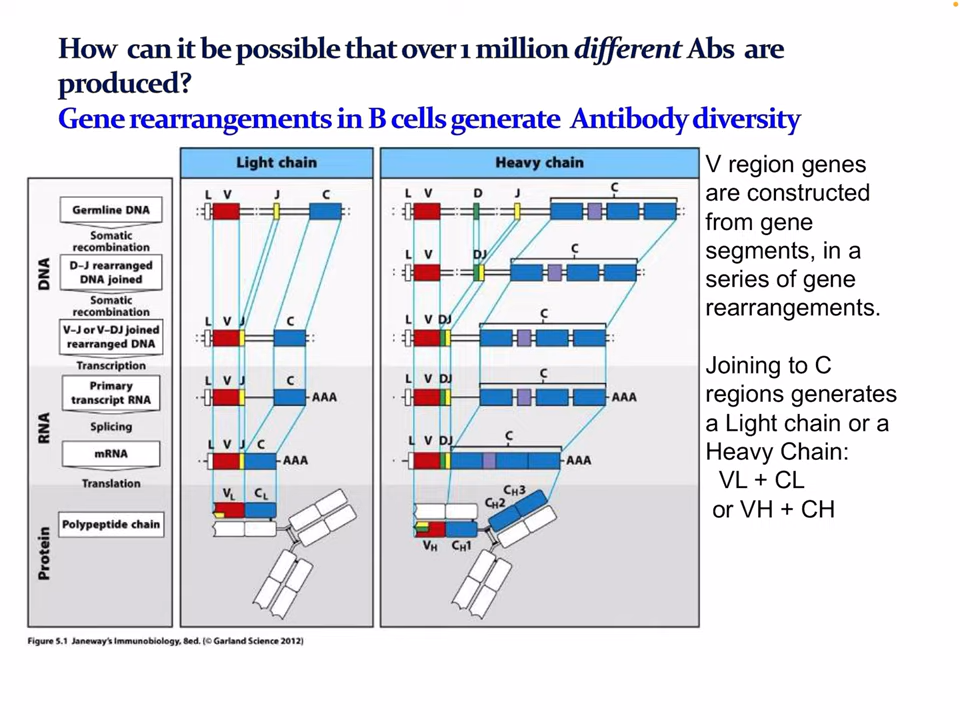 How can it be possible that over 1 million different Abs are
produced?
Gene rearrangements in B cells generate Antibody diversity
Light chain
Heavy chain
DNA
Germline DNA
Somatic
recombination
D–J rearranged
DNA joined
Somatic
recombination
V–J or V–DJ joined
rearranged DNA
Transcription
RNA
Primary
transcript RNA
Splicing
mRNA
Translation
Protein
Polypeptide chain
L V J C
L V J C
L V J C
AAA
L V J C
AAA
VL CL
L V D J C
L V DJ C
L V DJ C
L V DJ C
AAA
L V DJ C
AAA
CH3
CH2
VH CH1
V region genes
are constructed
from gene
segments, in a
series of gene
rearrangements.
Joining to C
regions generates
a Light chain or a
Heavy Chain:
VL + CL
or VH + CH
Figure 5.1 Janeway's Immunobiology, 8ed. (© Garland Science 2012)